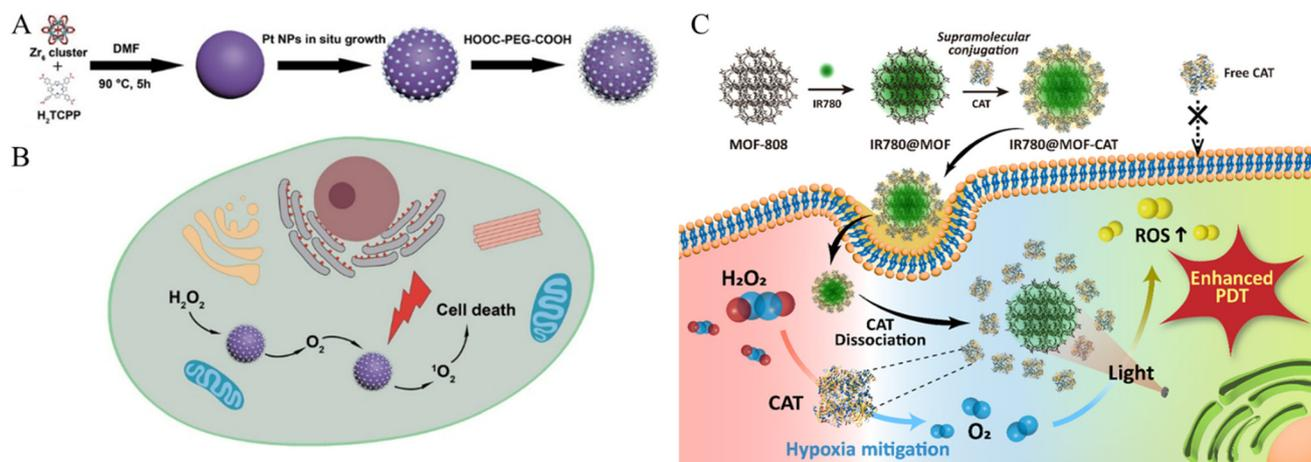 A
Zr₆ cluster
+
H₂TCPP
DMF
90 °C, 5h
Pt NPs in situ growth
HOOC-PEG-COOH
B
H₂O₂
O₂
¹O₂
Cell death
C
MOF-808
IR780
IR780@MOF
Supramolecular
conjugation
CAT
IR780@MOF-CAT
Free CAT
H₂O₂
CAT
Dissociation
CAT
Hypoxia mitigation
O₂
Light
ROS ↑
Enhanced
PDT